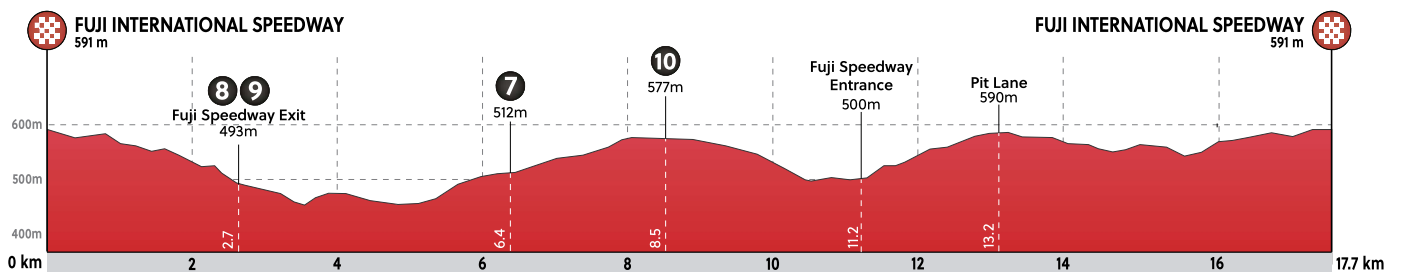 FUJI INTERNATIONAL SPEEDWAY
591 m
FUJI INTERNATIONAL SPEEDWAY
591 m
8 9
Fuji Speedway Exit
493m
7
512m
10
577m
Fuji Speedway
Entrance
500m
Pit Lane
590m
600m
500m
400m
2.7
6.4
8.5
11.2
13.2
0 km
2
4
6
8
10
12
14
16
17.7 km